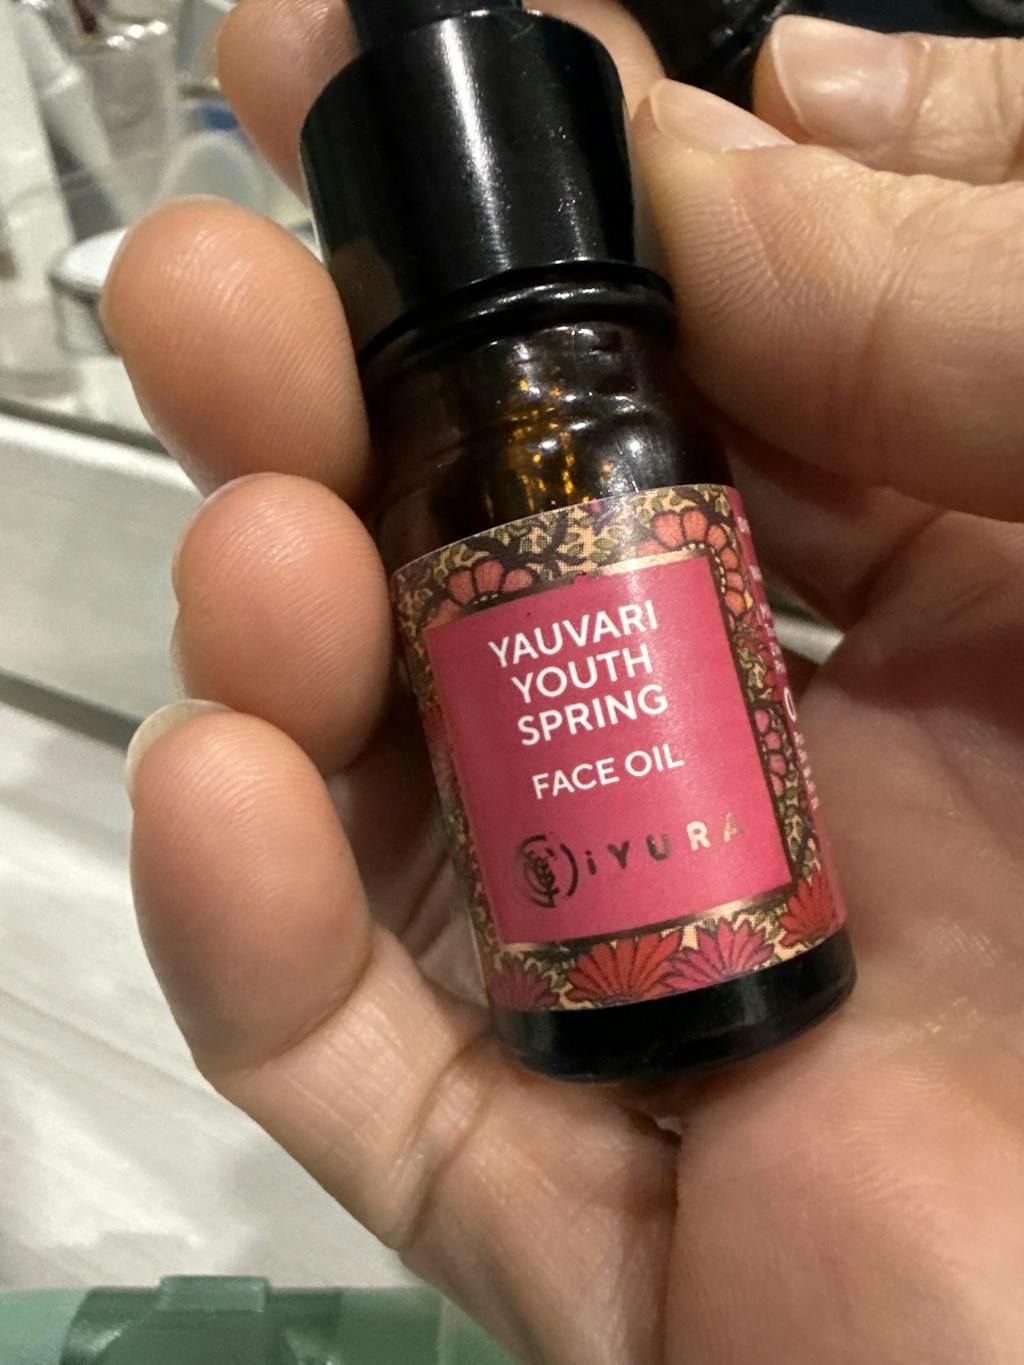 YAUVARI
YOUTH
SPRING
FACE OIL
iYURA